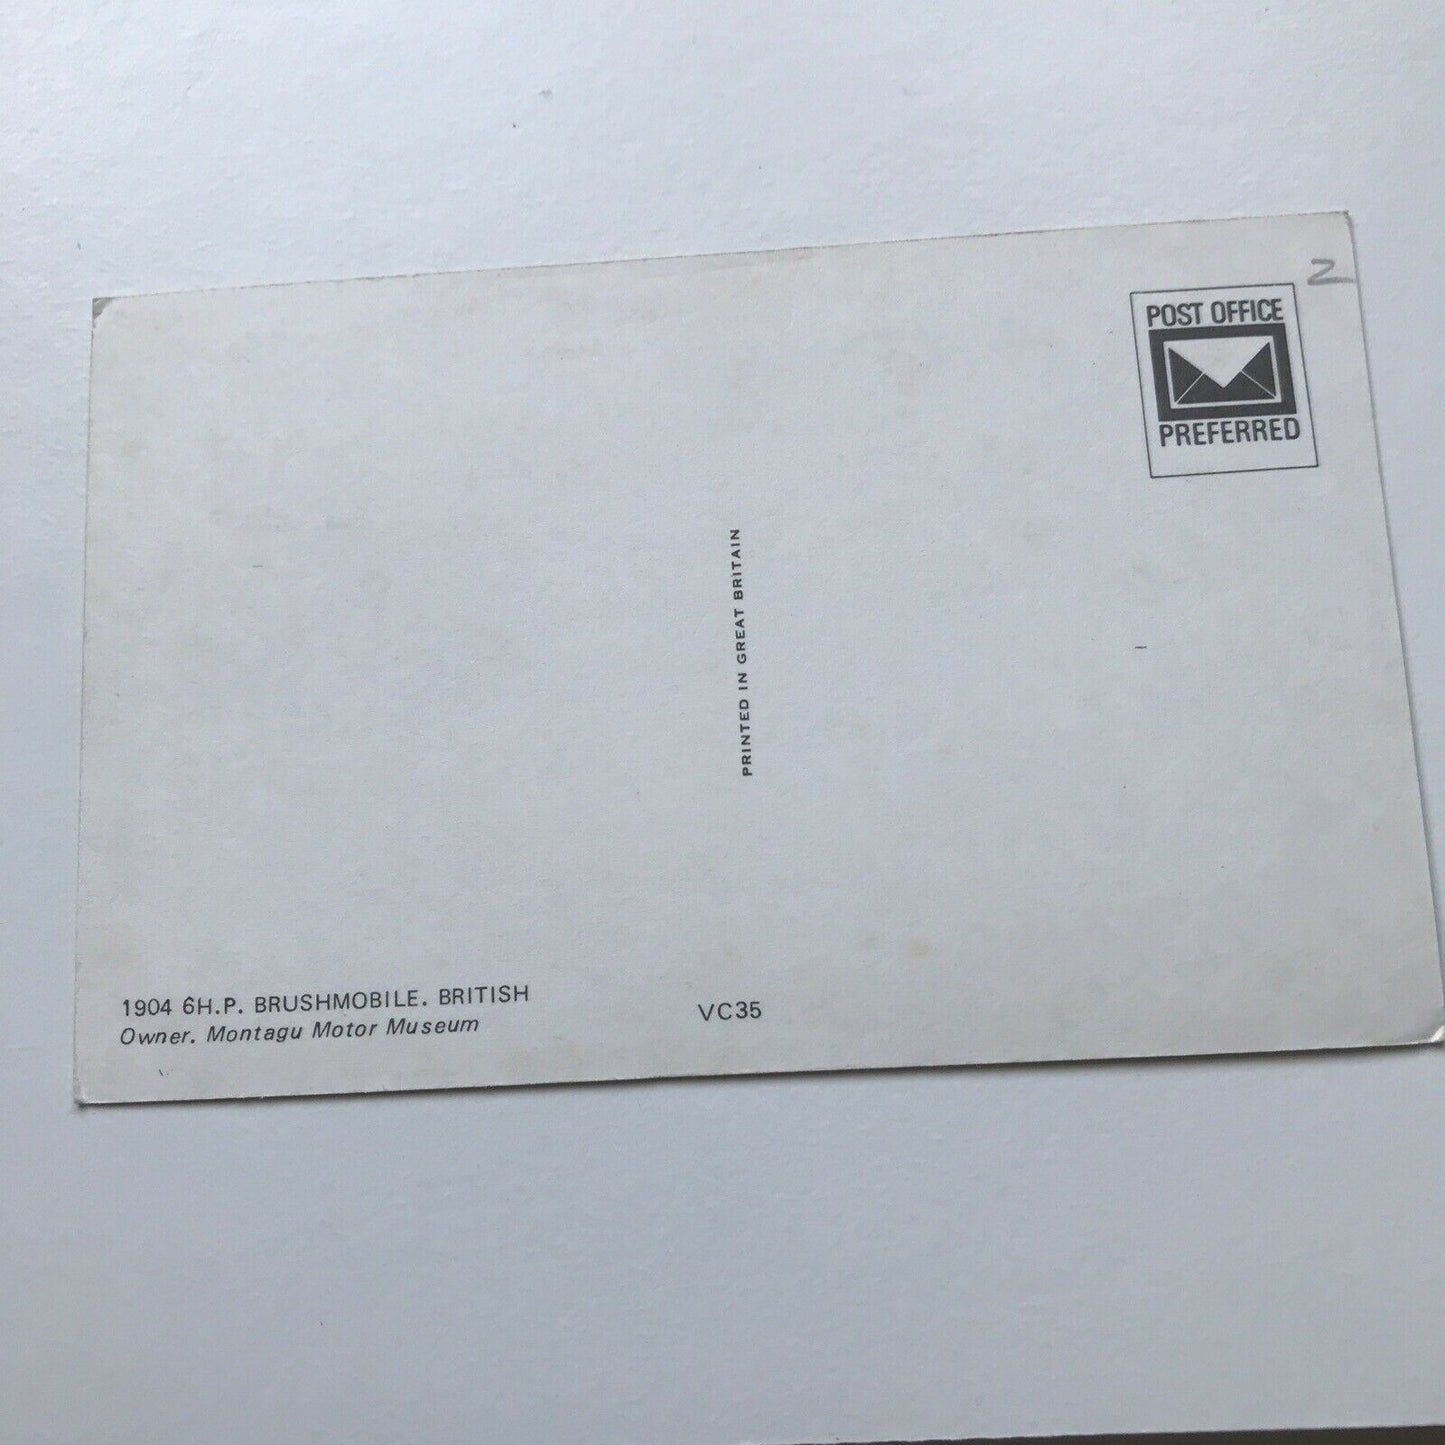 2
POST OFFICE
PREFERRED
PRINTED IN GREAT BRITAIN
1904 6H.P. BRUSHMOBILE. BRITISH
Owner. Montagu Motor Museum
VC35